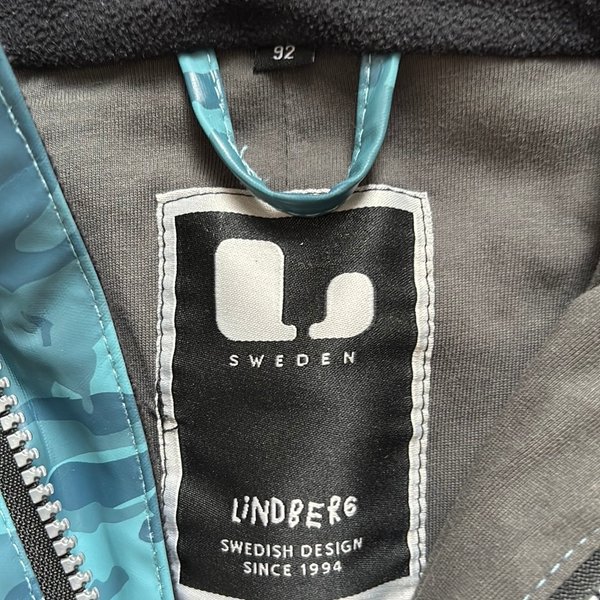 92
SWEDEN
LiNDBERG
SWEDISH DESIGN
SINCE 1994